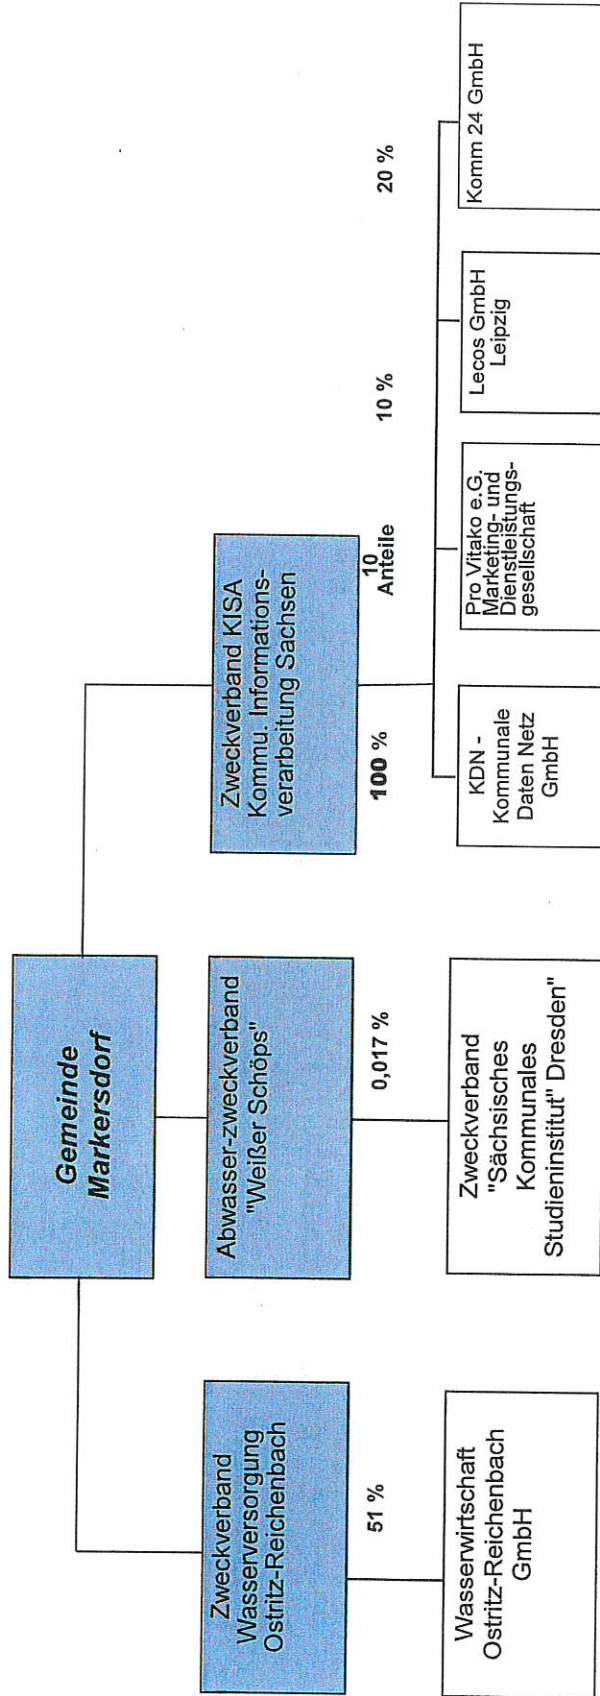 Gemeinde
Markersdorf
Zweckverband
Wasserversorgung
Ostritz-Reichenbach
Abwasser-zweckverband
"Weißer Schöps"
Zweckverband KISA
Kommu. Informations-
verarbeitung Sachsen
51 %
0,017 %
100 %
10
Anteile
10 %
20 %
Wasserwirtschaft
Ostritz-Reichenbach
GmbH
Zweckverband
"Sächsisches
Kommunales
Studieninstitut" Dresden"
KDN -
Kommunale
Daten Netz
GmbH
Pro Vitako e.G.
Marketing- und
Dienstleistungs-
gesellschaft
Lecos GmbH
Leipzig
Komm 24 GmbH